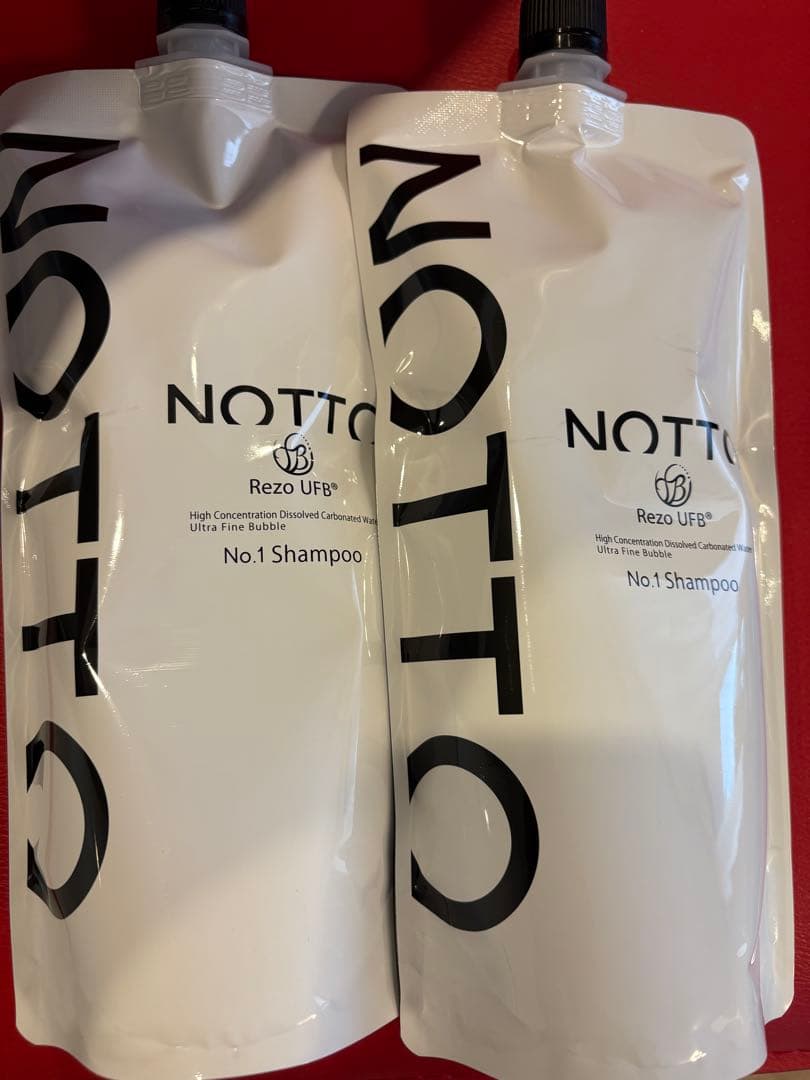 NOTTO
NOTTO
Rezo UFB®
High Concentration Dissolved Carbonated Water
Ultra Fine Bubble
No.1 Shampoo
NOTTO
NOTTO
Rezo UFB®
High Concentration Dissolved Carbonated Water
Ultra Fine Bubble
No.1 Shampoo